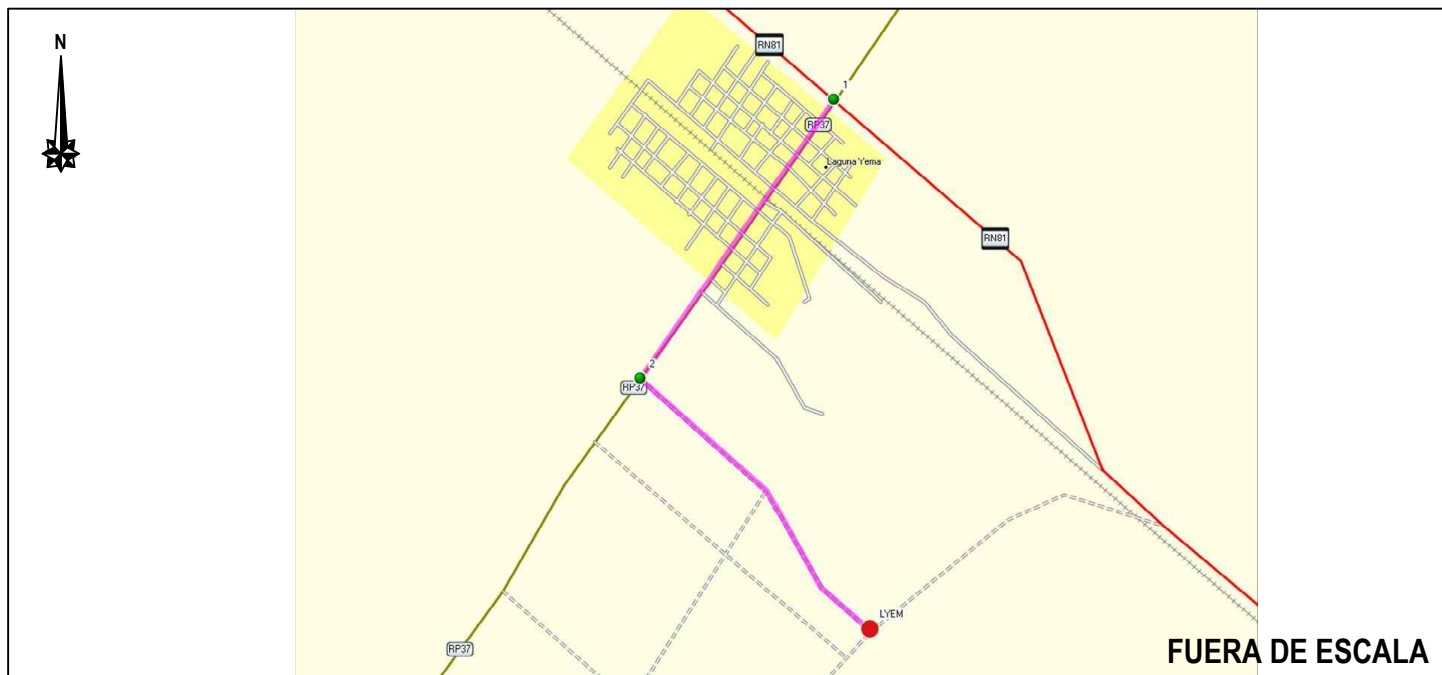 N
RN81
1
RP37
Laguna Yema
RN81
2
RP37
LYEM
RP37
FUERA DE ESCALA